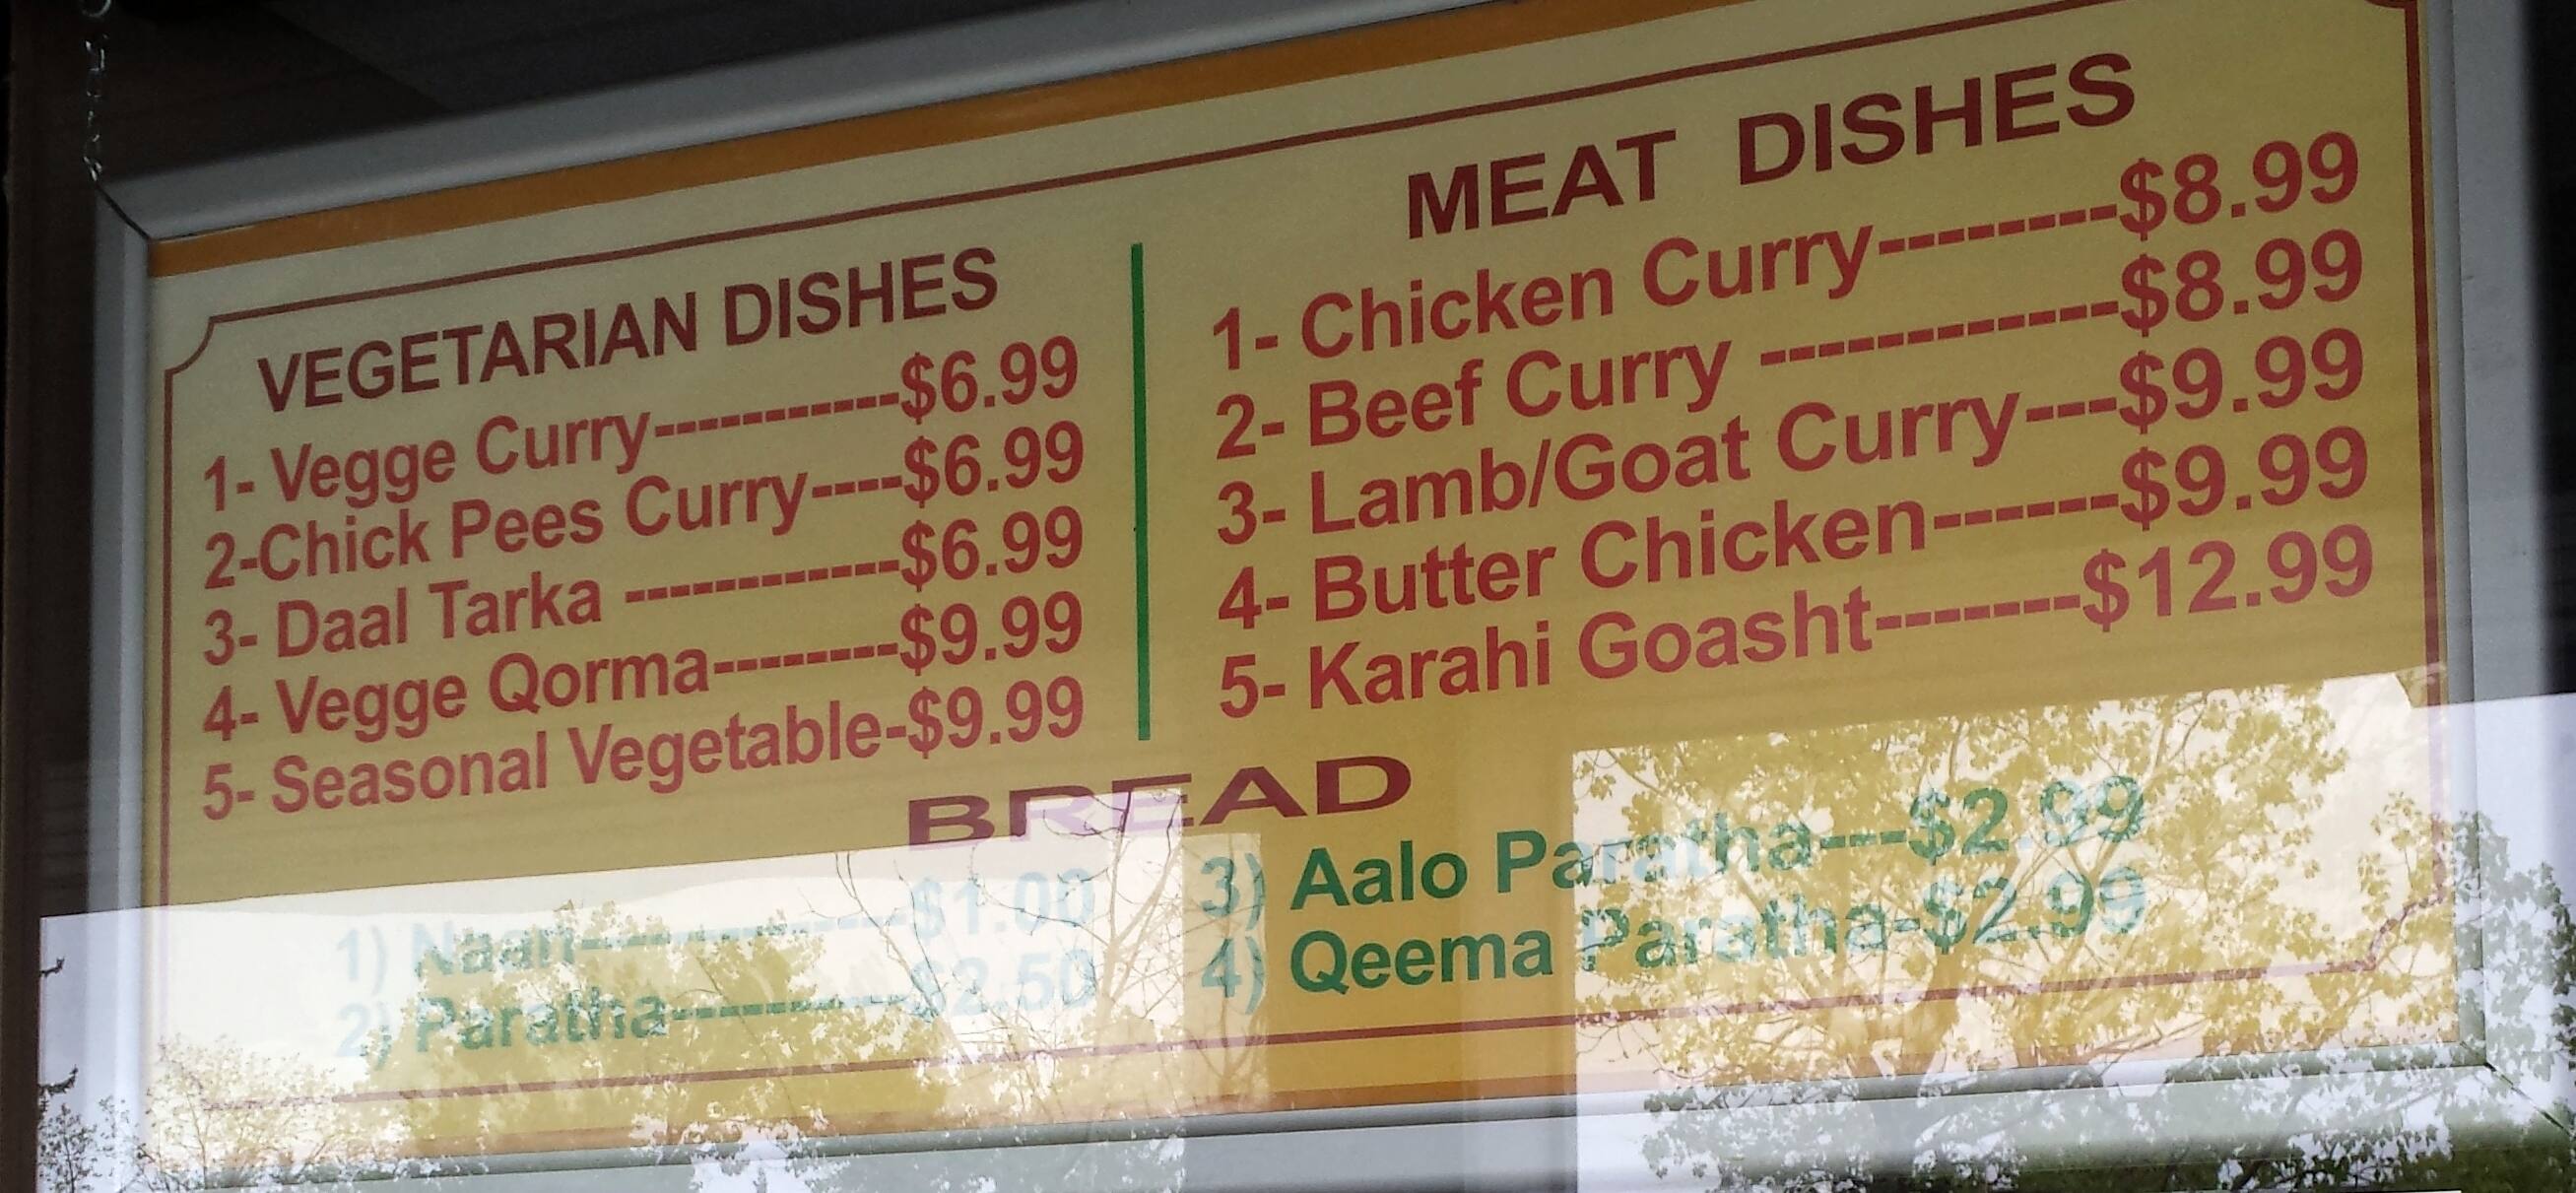 VEGETARIAN DISHES
1- Vegge Curry-----------$6.99
2-Chick Pees Curry----$6.99
3- Daal Tarka ------------$6.99
4- Vegge Qorma--------$9.99
5- Seasonal Vegetable-$9.99
MEAT DISHES
1- Chicken Curry--------$8.99
2- Beef Curry ------------$8.99
3- Lamb/Goat Curry---$9.99
4- Butter Chicken------$9.99
5- Karahi Goasht-------$12.99
BREAD
1) Naan--------------$1.00
2) Paratha----------$2.50
3) Aalo Paratha---$2.99
4) Qeema Paratha-$2.99